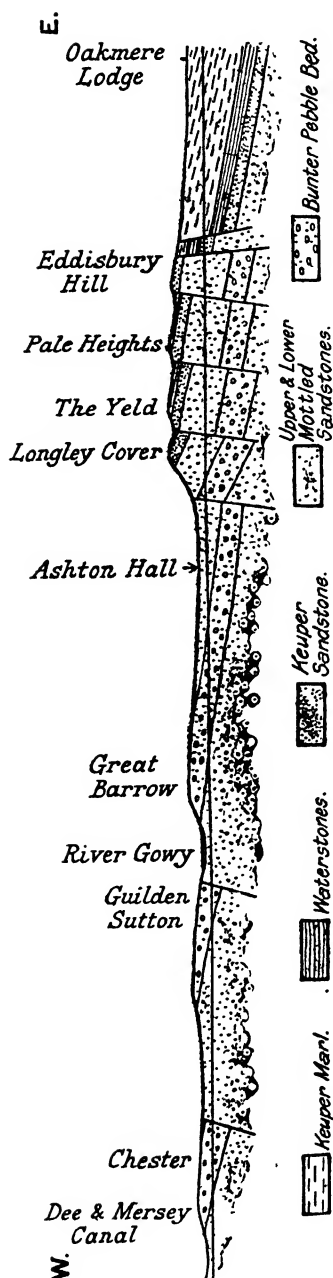 W.
E.
Dee & Mersey
Canal
Chester
Guilden
Sutton
River Gowy
Great
Barrow
Ashton Hall
Longley Cover
The Yeld
Pale Heights
Eddisbury
Hill
Oakmere
Lodge
Keuper Marl.
Waterstones.
Keuper
Sandstone.
Upper & Lower
Mottled
Sandstones.
Bunter Pebble Bed.